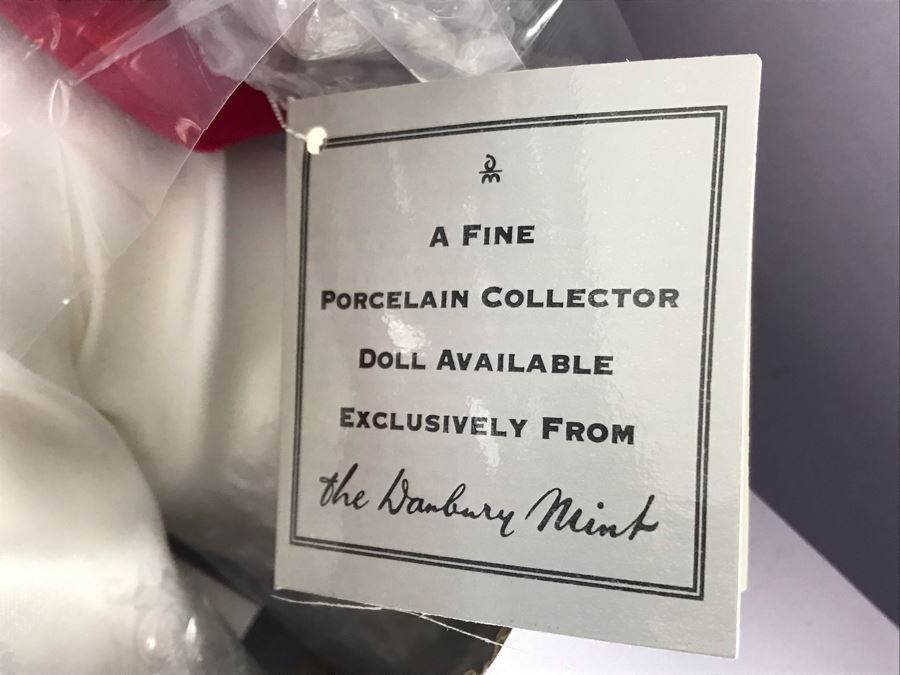 A FINE
PORCELAIN COLLECTOR
DOLL AVAILABLE
EXCLUSIVELY FROM
the Danbury Mint